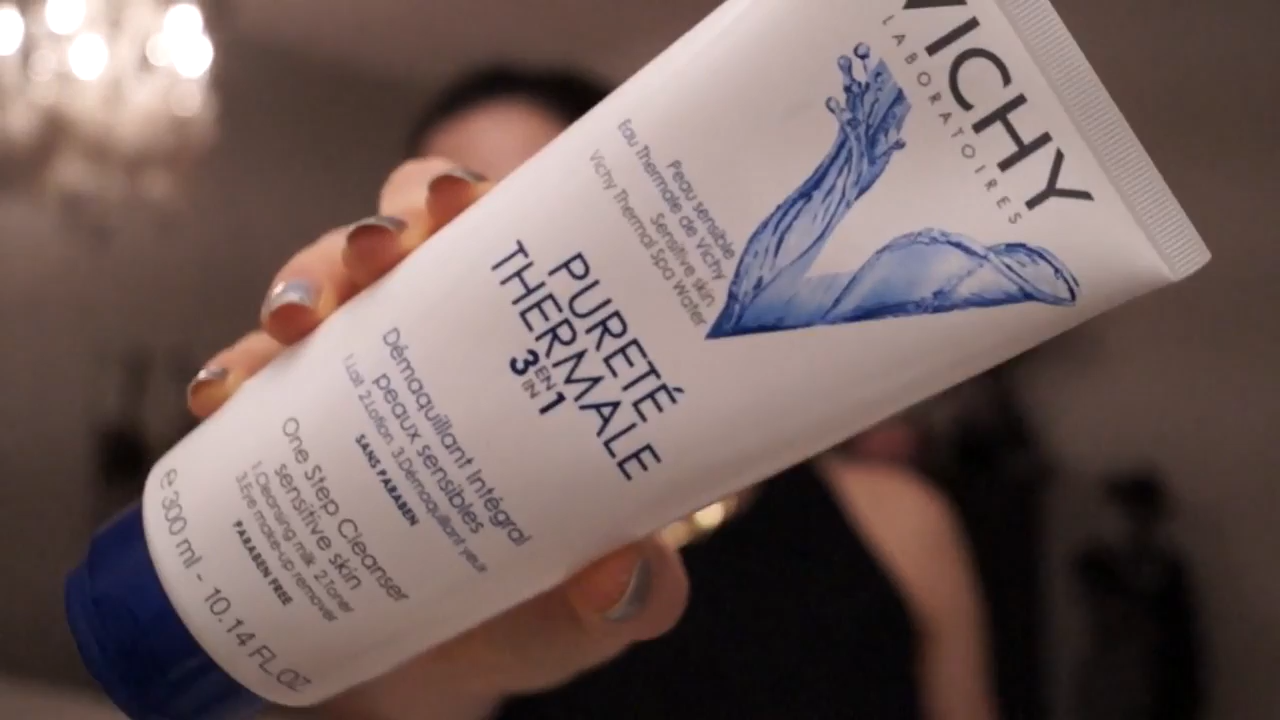 VICHY
LABORATOIRES
Peau sensible
Eau Thermale de Vichy
Sensitive skin
Vichy Thermal Spa Water
PURETÉ
THERMALE
3 EN 1
IN
Démaquillant Intégral
peaux sensibles
1.Lait 2.Lotion 3.Démaquillant yeux
SANS PARABEN
One Step Cleanser
sensitive skin
1.Cleansing milk 2.Toner
3.Eye make-up remover
PARABEN FREE
e 300 ml - 10.14 FL.OZ